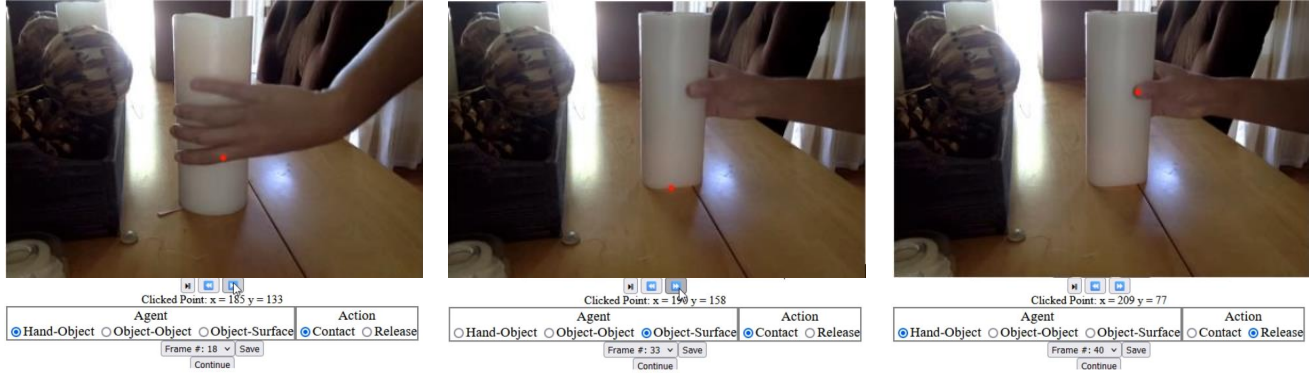 Clicked Point: x = 185 y = 133
Agent Action
Hand-Object Object-Object Object-Surface Contact Release
Frame #: 18 Save
Continue
Clicked Point: x = 190 y = 158
Agent Action
Hand-Object Object-Object Object-Surface Contact Release
Frame #: 33 Save
Continue
Clicked Point: x = 209 y = 77
Agent Action
Hand-Object Object-Object Object-Surface Contact Release
Frame #: 40 Save
Continue